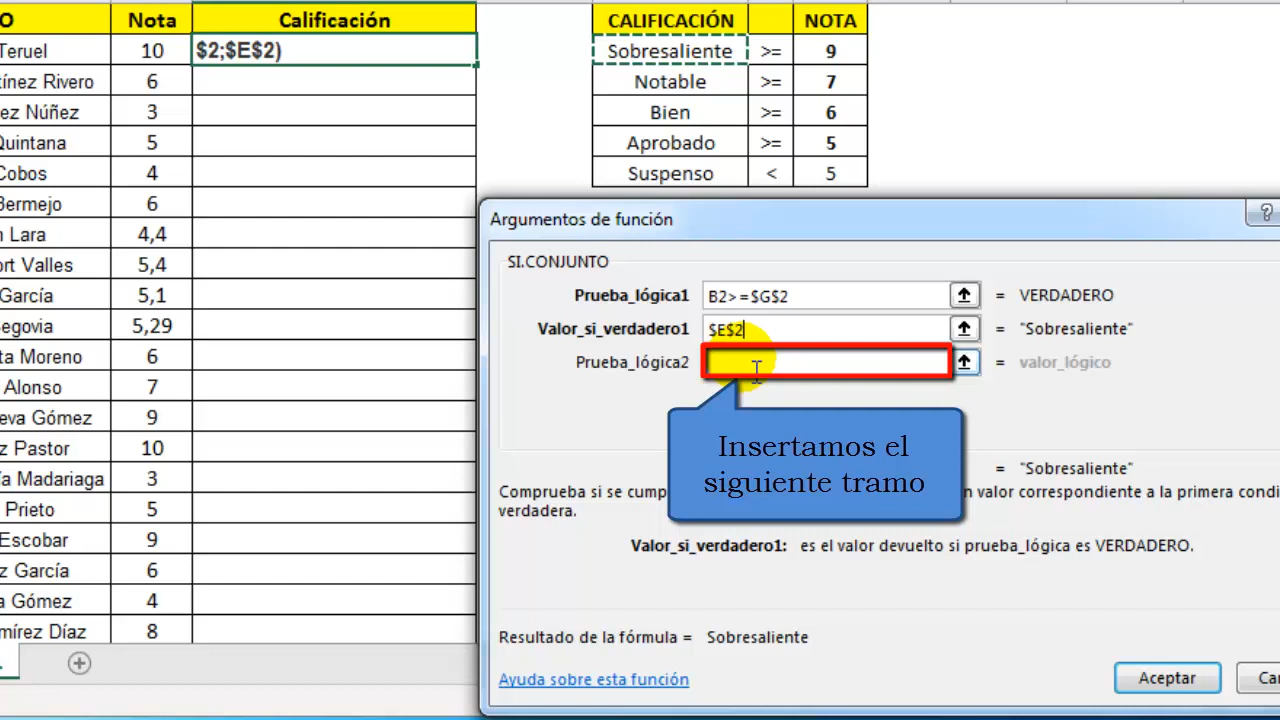 O Nota Calificación CALIFICACIÓN NOTA
Teruel 10 $2;$E$2) Sobresaliente >= 9
tínez Rivero 6 Notable >= 7
ez Núñez 3 Bien >= 6
Quintana 5 Aprobado >= 5
Cobos 4 Suspenso < 5
Bermejo 6
n Lara 4,4
ort Valles 5,4
García 5,1
Segovia 5,29
ta Moreno 6
Alonso 7
eva Gómez 9
z Pastor 10
ía Madariaga 3
Prieto 5
Escobar 9
z García 6
a Gómez 4
mírez Díaz 8
Argumentos de función
?
SI.CONJUNTO
Prueba_lógica1 B2>=$G$2 = VERDADERO
Valor_si_verdadero1 $E$2 = "Sobresaliente"
Prueba_lógica2 = valor_lógico
Insertamos el
siguiente tramo
= "Sobresaliente"
Comprueba si se cump n valor correspondiente a la primera condi
verdadera.
Valor_si_verdadero1: es el valor devuelto si prueba_lógica es VERDADERO.
Resultado de la fórmula = Sobresaliente
Ayuda sobre esta función
Aceptar
Can